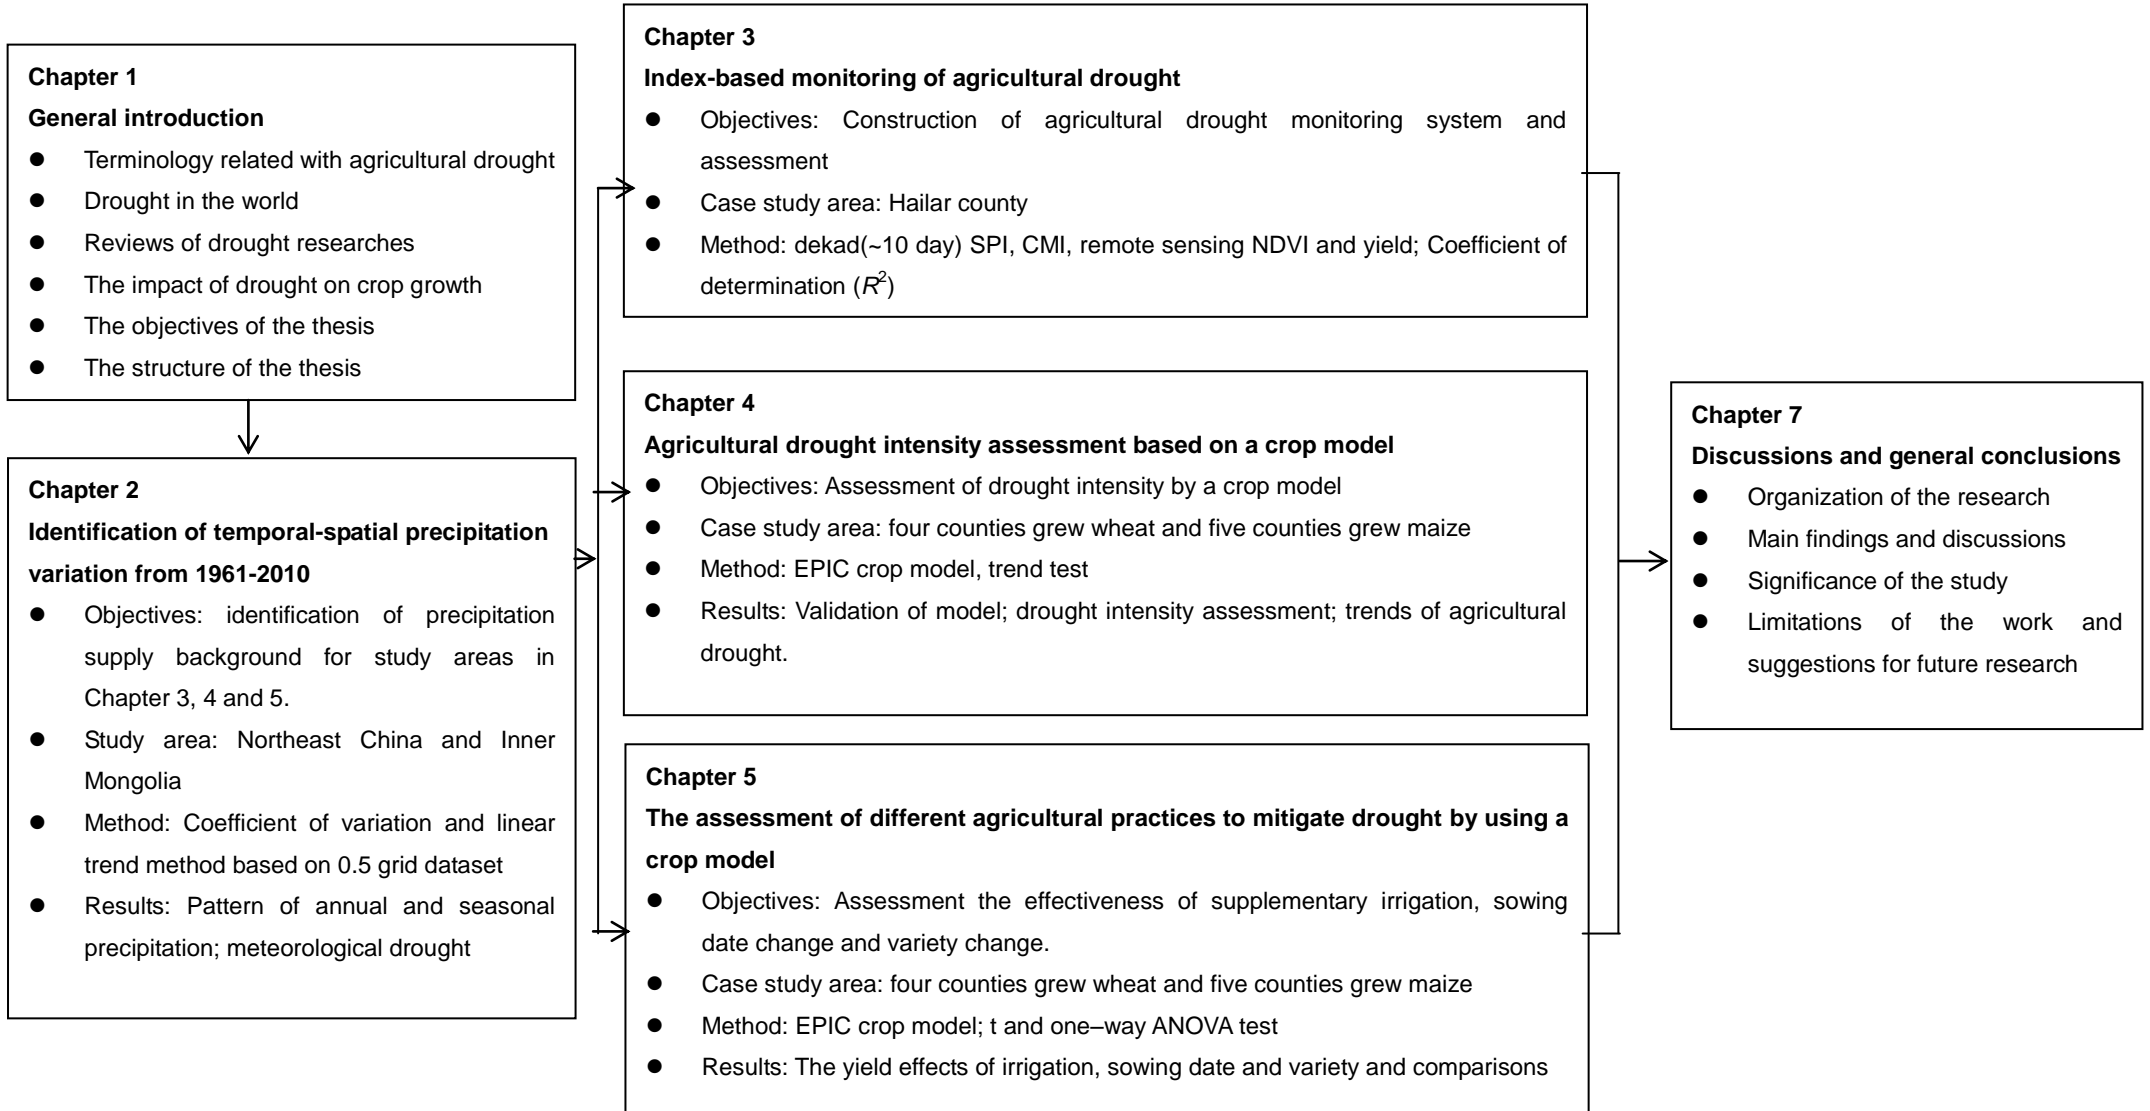 Chapter 1
General introduction
● Terminology related with agricultural drought
● Drought in the world
● Reviews of drought researches
● The impact of drought on crop growth
● The objectives of the thesis
● The structure of the thesis
Chapter 2
Identification of temporal-spatial precipitation
variation from 1961-2010
● Objectives: identification of precipitation
supply background for study areas in
Chapter 3, 4 and 5.
● Study area: Northeast China and Inner
Mongolia
● Method: Coefficient of variation and linear
trend method based on 0.5 grid dataset
● Results: Pattern of annual and seasonal
precipitation; meteorological drought
Chapter 3
Index-based monitoring of agricultural drought
● Objectives: Construction of agricultural drought monitoring system and
assessment
● Case study area: Hailar county
● Method: dekad(~10 day) SPI, CMI, remote sensing NDVI and yield; Coefficient of
determination (R²)
Chapter 4
Agricultural drought intensity assessment based on a crop model
● Objectives: Assessment of drought intensity by a crop model
● Case study area: four counties grew wheat and five counties grew maize
● Method: EPIC crop model, trend test
● Results: Validation of model; drought intensity assessment; trends of agricultural
drought.
Chapter 5
The assessment of different agricultural practices to mitigate drought by using a
crop model
● Objectives: Assessment the effectiveness of supplementary irrigation, sowing
date change and variety change.
● Case study area: four counties grew wheat and five counties grew maize
● Method: EPIC crop model; t and one–way ANOVA test
● Results: The yield effects of irrigation, sowing date and variety and comparisons
Chapter 7
Discussions and general conclusions
● Organization of the research
● Main findings and discussions
● Significance of the study
● Limitations of the work and
suggestions for future research